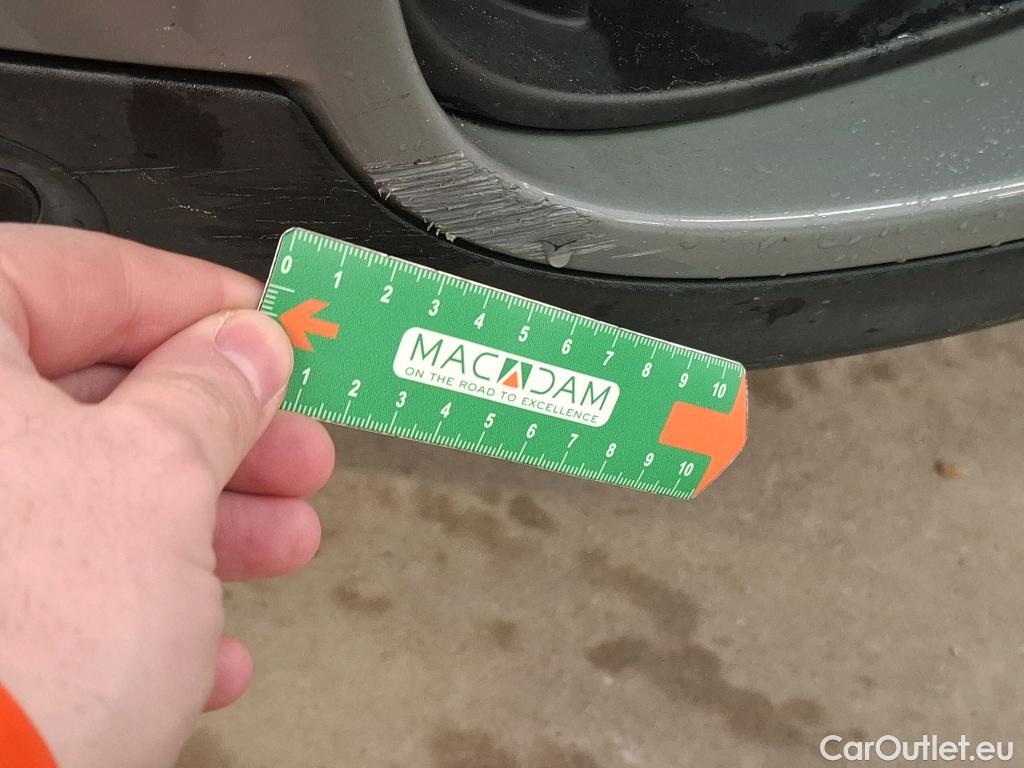 0 1 2 3 4 5 6 7 8 9 10
MACADAM
ON THE ROAD TO EXCELLENCE
1 2 3 4 5 6 7 8 9 10
CarOutlet.eu